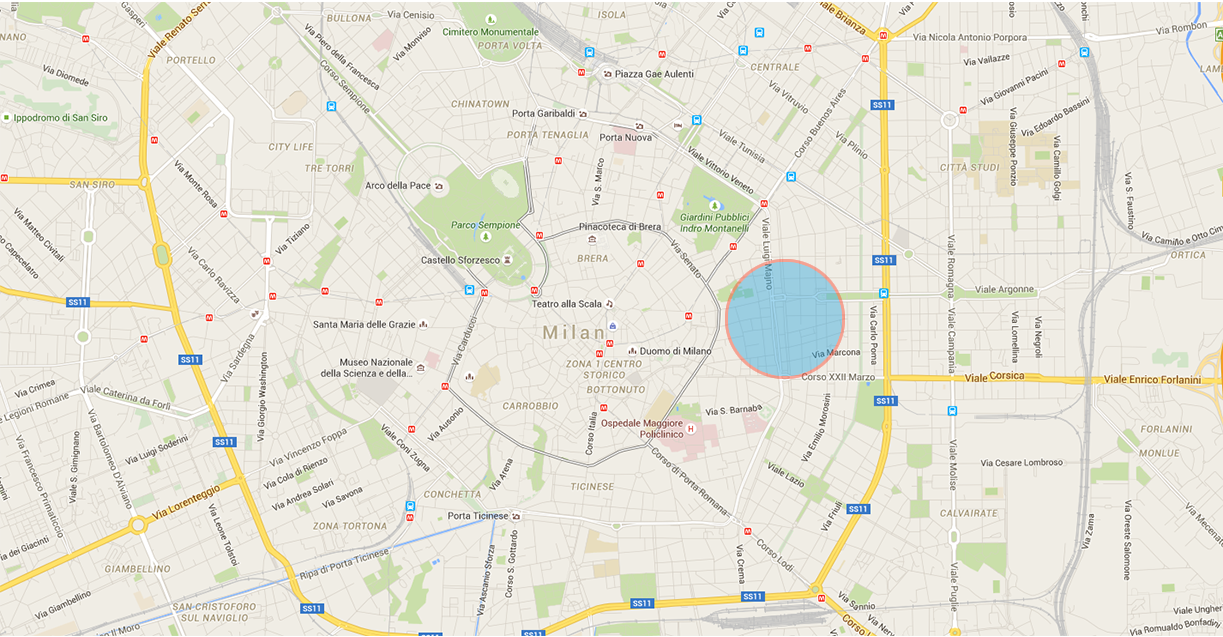 Viale Renato Serra
Via Gasperi
BULLONA
Via Cenisio
Cimitero Monumentale
ISOLA
Viale Brianza
Via Nicola Antonio Porpora
Via Rombon
PORTELLO
Via Piero della Francesca
Via Monviso
PORTA VOLTA
Via Diomede
Corso Sempione
Piazza Gae Aulenti
CENTRALE
Via Vailazze
Via Giovanni Pacini
Via Vitruvio
CHINATOWN
Ippodromo di San Siro
Porta Garibaldi
SS11
Via Edoardo Bassini
PORTA TENAGLIA
Porta Nuova
Viale Tunisia
Corso Buenos Aires
Via Plinio
Via Giuseppe Ponzio
Via Camillo Golgi
CITY LIFE
TRE TORRI
Viale Vittorio Veneto
CITTÀ STUDI
SAN SIRO
Via Monte Rosa
Arco della Pace
Via S. Marco
Via S. Faustino
Via Matteo Civitali
Parco Sempione
Pinacoteca di Brera
Giardini Pubblici
Indro Montanelli
Via Luigi Majno
Via Camillo e Otto Cima
Via Tiziano
BRERA
Via Senato
Viale Romagna
ORTICA
Castello Sforzesco
SS11
Via Carlo Ravizza
Viale Argonne
SS11
Teatro alla Scala
Santa Maria delle Grazie
Milan
Via Carlo Poma
Viale Campania
Via Lomellina
Via Negroli
Via Sardegna
Via Carducci
Duomo di Milano
Via Marcona
SS11
Museo Nazionale
della Scienza e della...
ZONA 1 CENTRO
STORICO
Corso XXII Marzo
Viale Corsica
Viale Enrico Forlanini
Via Crimea
Viale Caterina da Forlì
Via Giorgio Washington
BOTTONUTO
CARROBBIO
SS11
e Legioni Romane
Via Ausonio
Corso Italia
Via S. Barnaba
Via Emilio Morosini
Ospedale Maggiore
Policlinico
FORLANINI
Via Bartolomeo D'Alviano
Via Luigi Soderini
SS11
Via Vincenzo Foppa
Viale Coni Zugna
MONLUE
Via Francesco Primaticcio
Viale S. Gimignano
Via Cola di Rienzo
Via Arena
Corso di Porta Romana
Viale Lazio
Viale Molise
Via Cesare Lombroso
Via Andrea Solari
Via Savona
CONCHETTA
TICINESE
Via Lorenteggio
Via Friuli
SS11
CALVAIRATE
Via Zama
Via Oreste Salomone
Via Mecenate
ZONA TORTONA
Porta Ticinese
Via Leone Tolstoi
ia dei Giacinti
Ripa di Porta Ticinese
Via Ascanio Sforza
Corso S. Gottardo
Via Crema
Corso Lodi
GIAMBELLINO
Viale Puglie
Via Giambellino
SAN CRISTOFORO
SUL NAVIGLIO
SS11
SS11
SS11
Via Sannio
Viale Ungheria
Via Romualdo Bonfadini
SS11